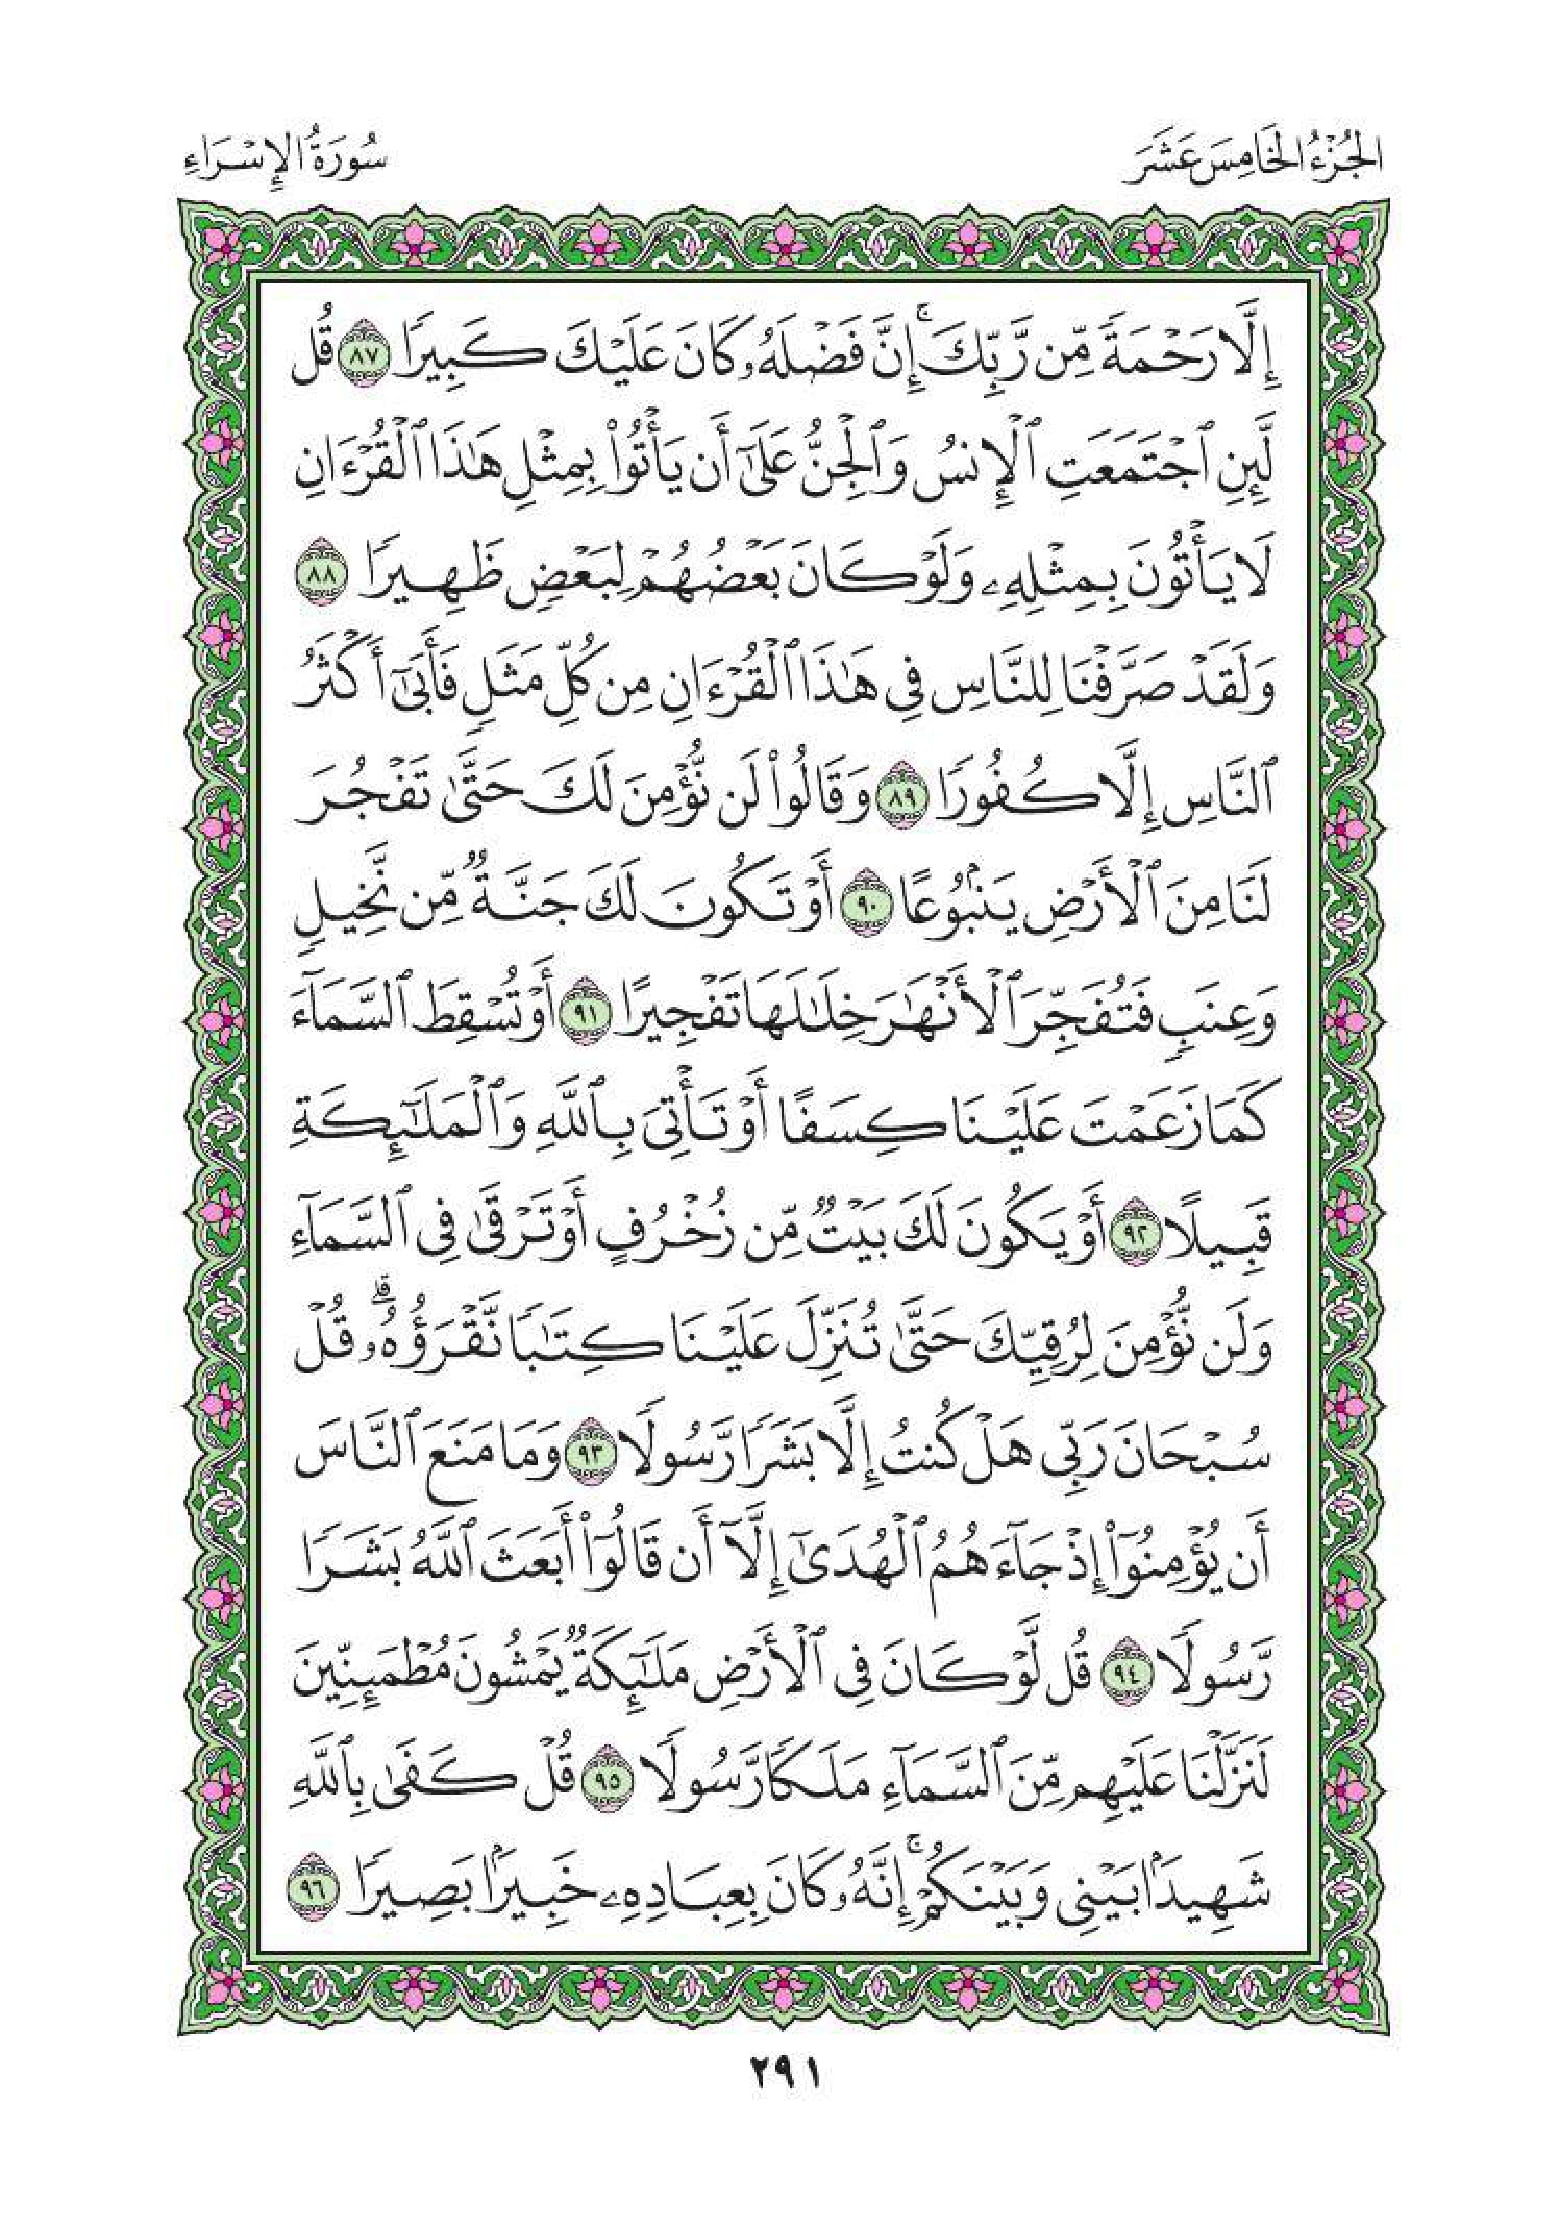 الجُزْءُ الخَامِسَ عَشَرَ
سُورَةُ الإِسْرَاءِ
إِلَّا رَحْمَةً مِّن رَّبِّكَ ۚ إِنَّ فَضْلَهُۥ كَانَ عَلَيْكَ كَبِيرًا ٨٧ قُل
لَّئِنِ ٱجْتَمَعَتِ ٱلْإِنسُ وَٱلْجِنُّ عَلَىٰٓ أَن يَأْتُوا۟ بِمِثْلِ هَٰذَا ٱلْقُرْءَانِ
لَا يَأْتُونَ بِمِثْلِهِۦ وَلَوْ كَانَ بَعْضُهُمْ لِبَعْضٍ ظَهِيرًا ٨٨
وَلَقَدْ صَرَّفْنَا لِلنَّاسِ فِى هَٰذَا ٱلْقُرْءَانِ مِن كُلِّ مَثَلٍ فَأَبَىٰٓ أَكْثَرُ
ٱلنَّاسِ إِلَّا كُفُورًا ٨٩ وَقَالُوا۟ لَن نُّؤْمِنَ لَكَ حَتَّىٰ تَفْجُرَ
لَنَا مِنَ ٱلْأَرْضِ يَنۢبُوعًا ٩٠ أَوْ تَكُونَ لَكَ جَنَّةٌ مِّن نَّخِيلٍ
وَعِنَبٍ فَتُفَجِّرَ ٱلْأَنْهَٰرَ خِلَٰلَهَا تَفْجِيرًا ٩١ أَوْ تُسْقِطَ ٱلسَّمَآءَ
كَمَا زَعَمْتَ عَلَيْنَا كِسَفًا أَوْ تَأْتِىَ بِٱللَّهِ وَٱلْمَلَٰٓئِكَةِ
قَبِيلًا ٩٢ أَوْ يَكُونَ لَكَ بَيْتٌ مِّن زُخْرُفٍ أَوْ تَرْقَىٰ فِى ٱلسَّمَآءِ
وَلَن نُّؤْمِنَ لِرُقِيِّكَ حَتَّىٰ تُنَزِّلَ عَلَيْنَا كِتَٰبًا نَّقْرَؤُهُۥ ۗ قُلْ
سُبْحَانَ رَبِّى هَلْ كُنتُ إِلَّا بَشَرًا رَّسُولًا ٩٣ وَمَا مَنَعَ ٱلنَّاسَ
أَن يُؤْمِنُوٓا۟ إِذْ جَآءَهُمُ ٱلْهُدَىٰٓ إِلَّآ أَن قَالُوٓا۟ أَبَعَثَ ٱللَّهُ بَشَرًا
رَّسُولًا ٩٤ قُل لَّوْ كَانَ فِى ٱلْأَرْضِ مَلَٰٓئِكَةٌ يَمْشُونَ مُطْمَئِنِّينَ
لَنَزَّلْنَا عَلَيْهِم مِّنَ ٱلسَّمَآءِ مَلَكًا رَّسُولًا ٩٥ قُلْ كَفَىٰ بِٱللَّهِ
شَهِيدًۢا بَيْنِى وَبَيْنَكُمْ ۚ إِنَّهُۥ كَانَ بِعِبَادِهِۦ خَبِيرًۢا بَصِيرًا ٩٦
٢٩١